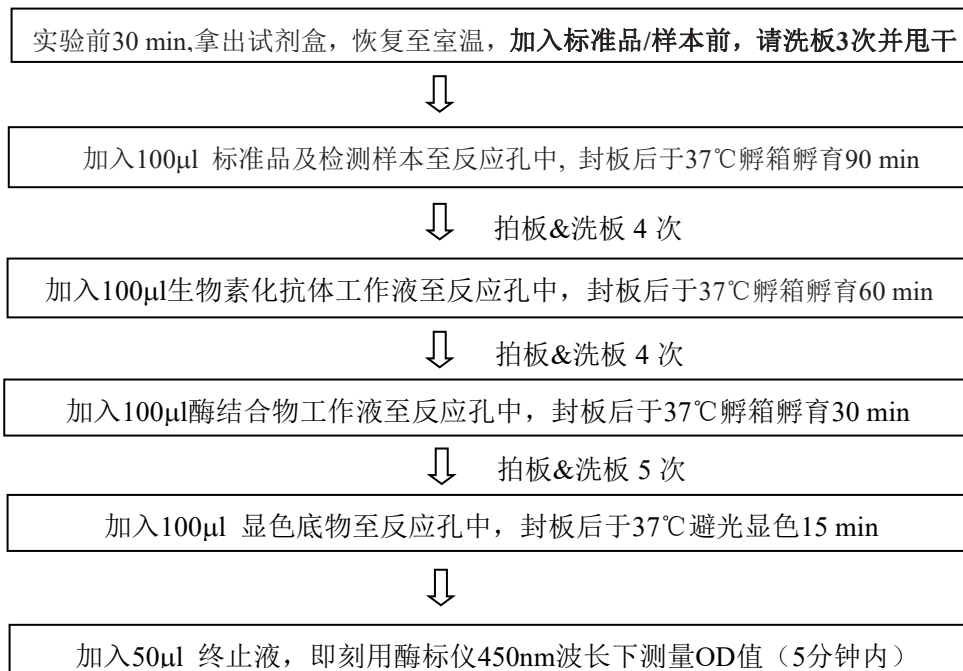 实验前30 min,拿出试剂盒，恢复至室温，加入标准品/样本前，请洗板3次并甩干
加入100μl 标准品及检测样本至反应孔中, 封板后于37℃孵箱孵育90 min
拍板&洗板 4 次
加入100μl生物素化抗体工作液至反应孔中，封板后于37℃孵箱孵育60 min
拍板&洗板 4 次
加入100μl酶结合物工作液至反应孔中，封板后于37℃孵箱孵育30 min
拍板&洗板 5 次
加入100μl 显色底物至反应孔中，封板后于37℃避光显色15 min
加入50μl 终止液，即刻用酶标仪450nm波长下测量OD值（5分钟内）